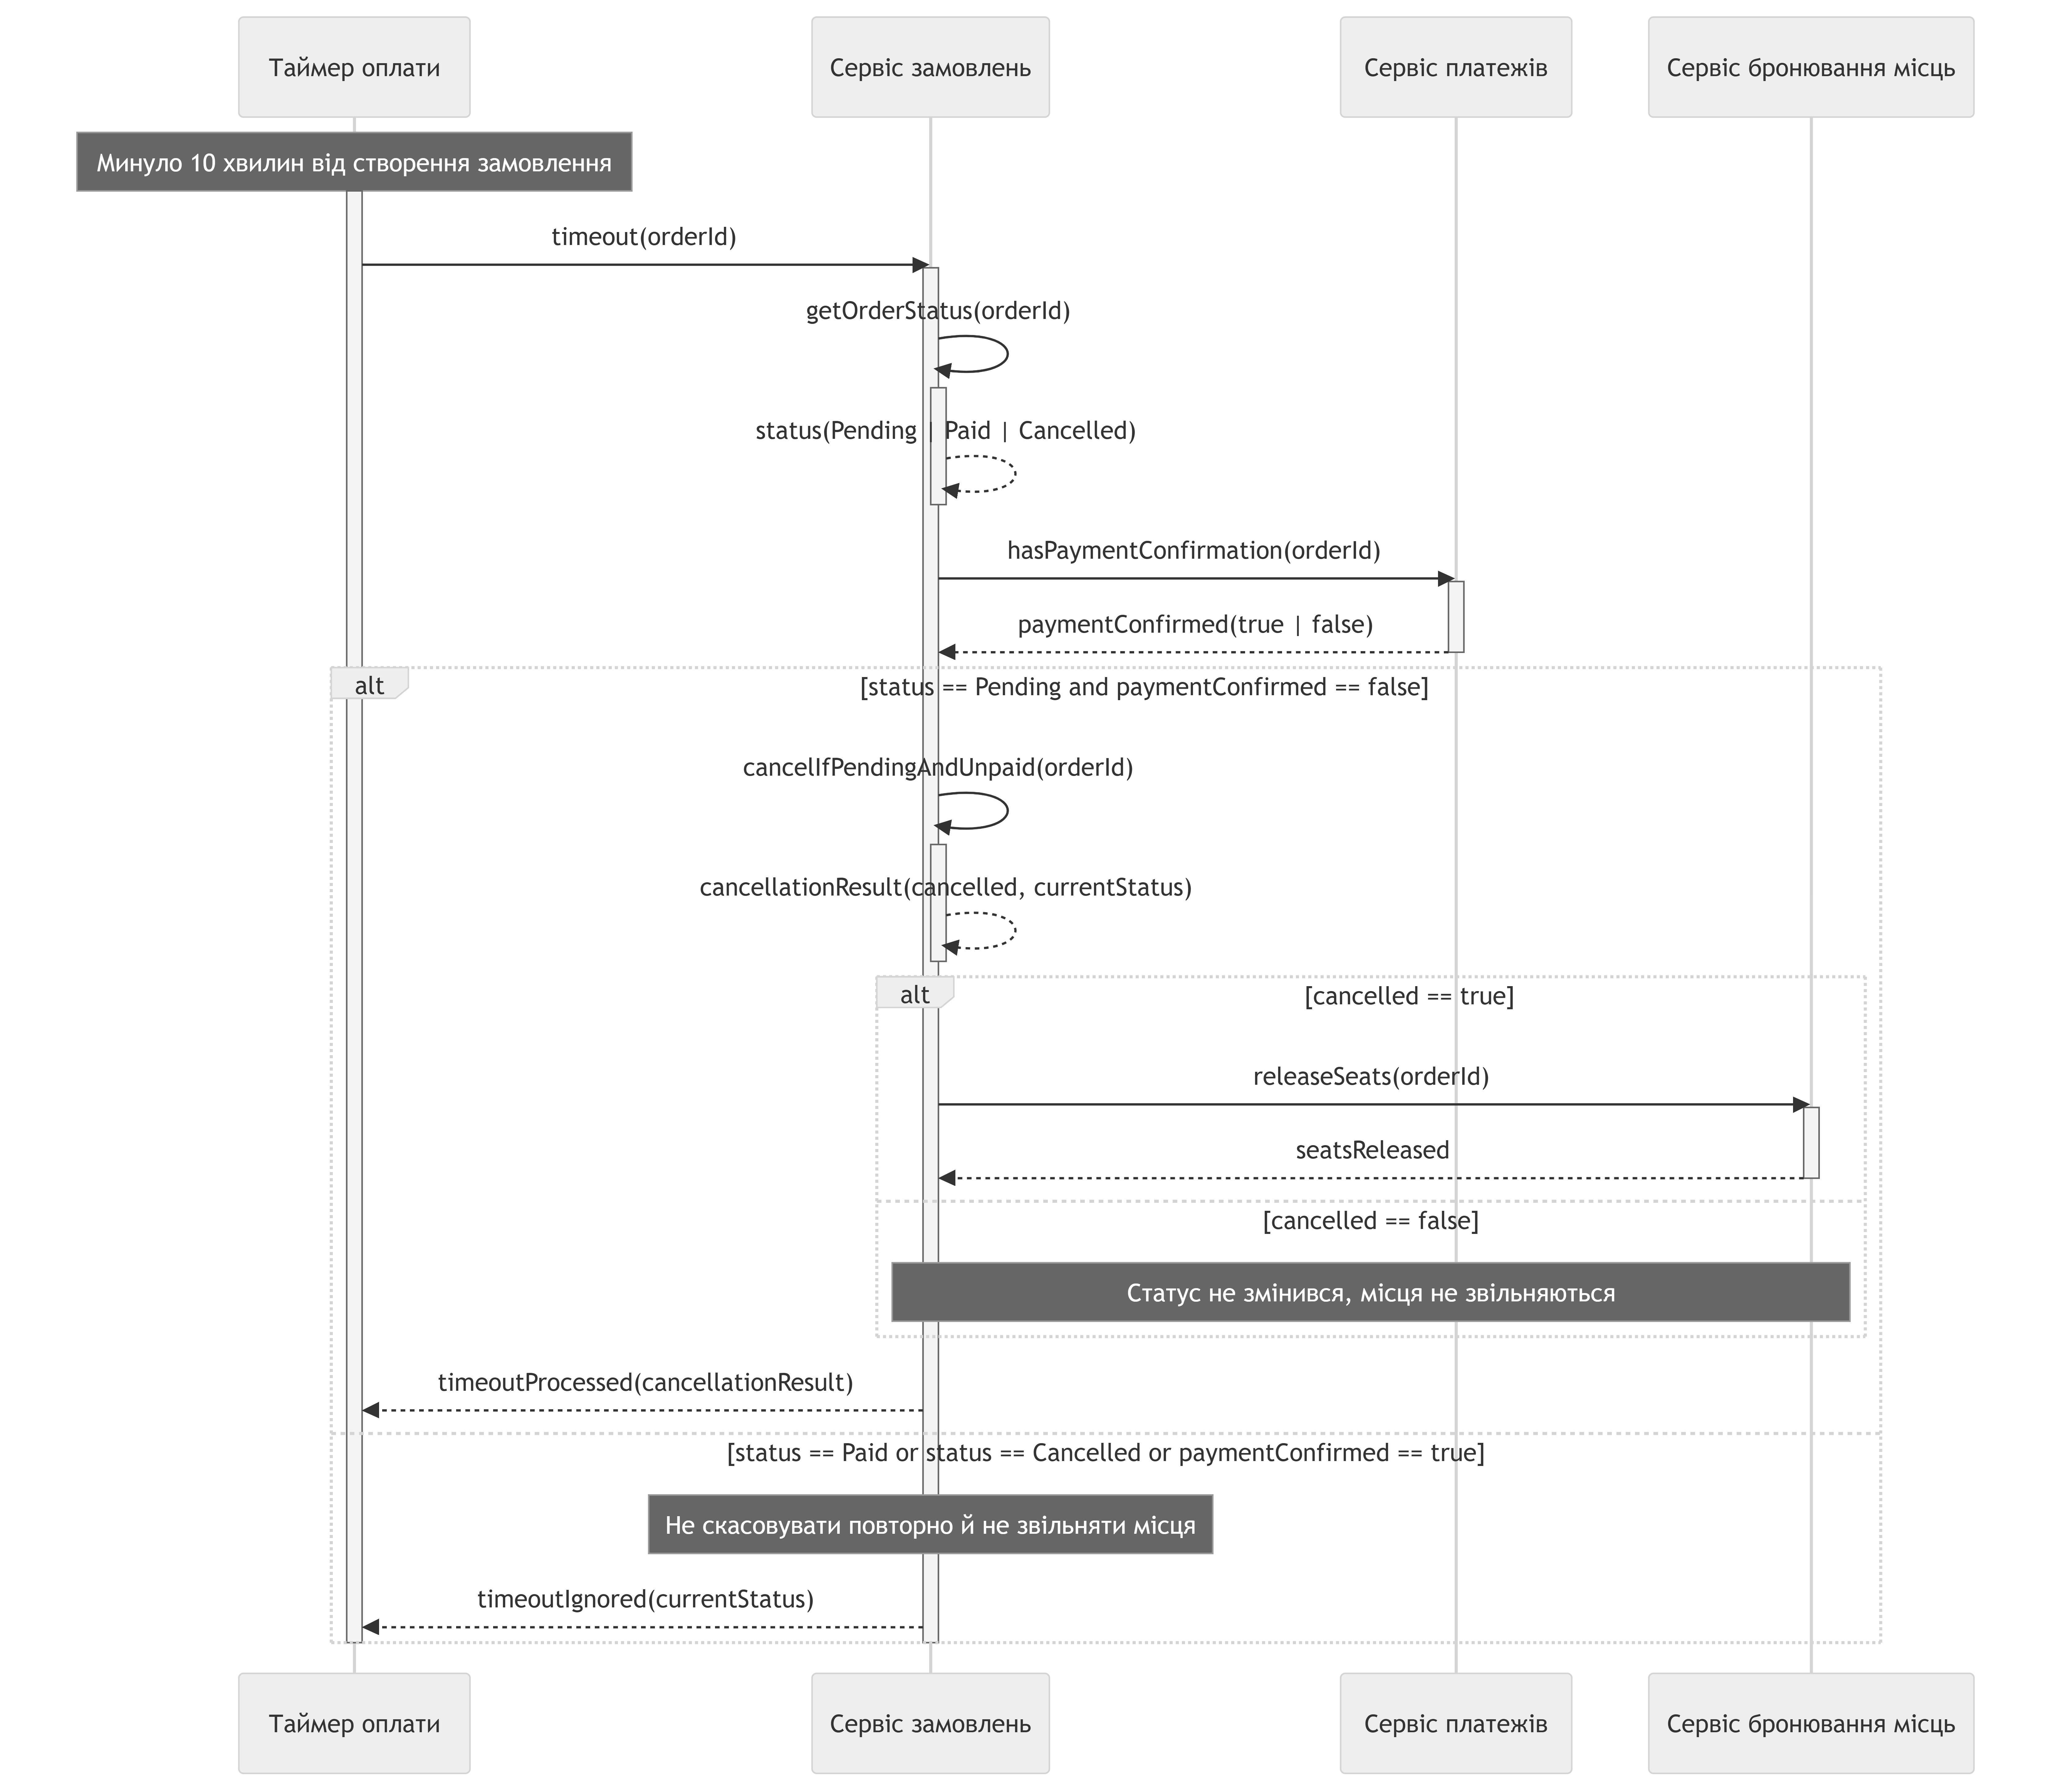 Таймер оплати
Сервіс замовлень
Сервіс платежів
Сервіс бронювання місць
Минуло 10 хвилин від створення замовлення
timeout(orderId)
getOrderStatus(orderId)
status(Pending | Paid | Cancelled)
hasPaymentConfirmation(orderId)
paymentConfirmed(true | false)
alt
[status == Pending and paymentConfirmed == false]
cancelIfPendingAndUnpaid(orderId)
cancellationResult(cancelled, currentStatus)
alt
[cancelled == true]
releaseSeats(orderId)
seatsReleased
[cancelled == false]
Статус не змінився, місця не звільняються
timeoutProcessed(cancellationResult)
[status == Paid or status == Cancelled or paymentConfirmed == true]
Не скасовувати повторно й не звільняти місця
timeoutIgnored(currentStatus)
Таймер оплати
Сервіс замовлень
Сервіс платежів
Сервіс бронювання місць